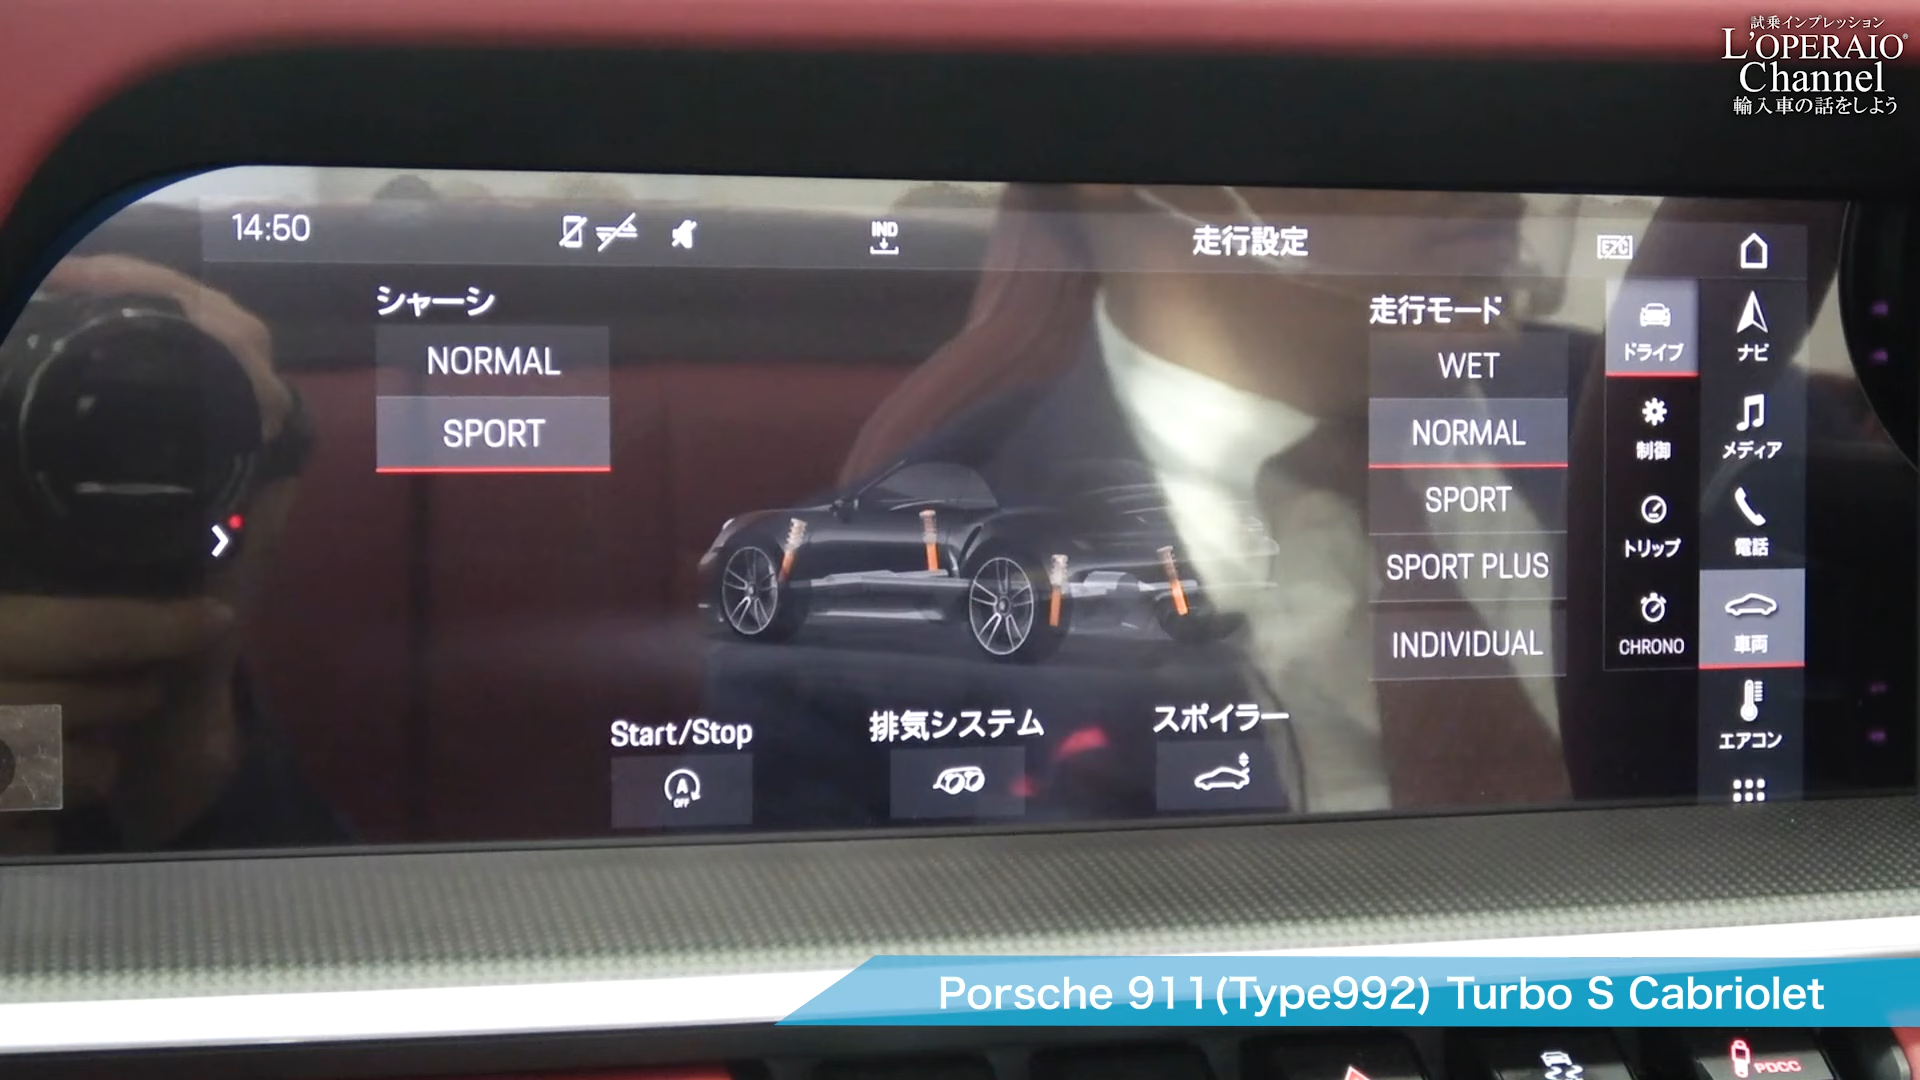 試乗インプレッション
L'OPERAIO®
Channel
輸入車の話をしよう
14:50
IND
走行設定
シャーシ
NORMAL
SPORT
走行モード
WET
NORMAL
SPORT
SPORT PLUS
INDIVIDUAL
ドライブ
制御
トリップ
CHRONO
ナビ
メディア
電話
車両
エアコン
Start/Stop
A
OFF
排気システム
スポイラー
Porsche 911(Type992) Turbo S Cabriolet
PDCC